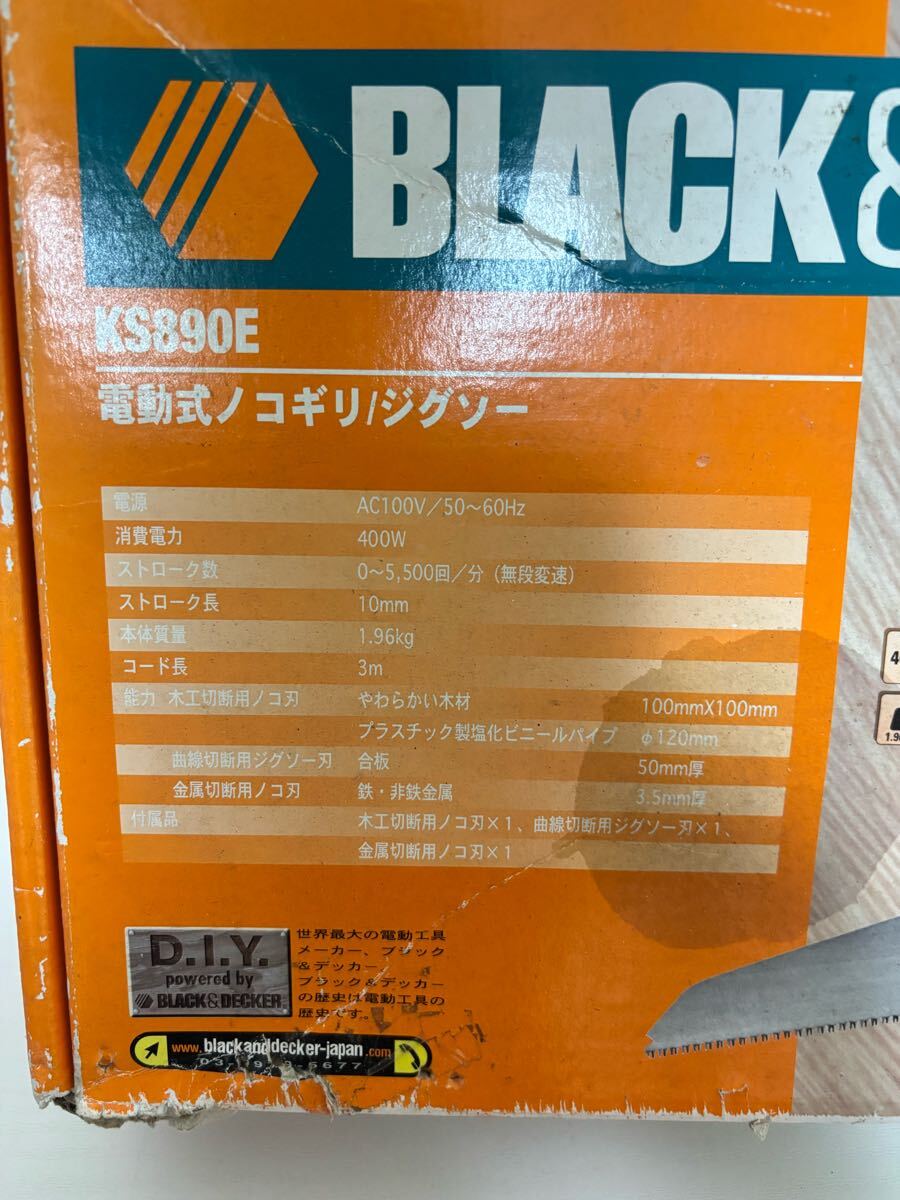 BLACK&
KS890E
電動式ノコギリ/ジグソー
電源 AC100V/50～60Hz
消費電力 400W
ストローク数 0～5,500回/分（無段変速）
ストローク長 10mm
本体質量 1.96kg
コード長 3m
能力 木工切断用ノコ刃 やわらかい木材 100mmX100mm
プラスチック製塩化ビニールパイプ φ120mm
曲線切断用ジグソー刃 合板 50mm厚
金属切断用ノコ刃 鉄・非鉄金属 3.5mm厚
付属品 木工切断用ノコ刃×1、曲線切断用ジグソー刃×1、
金属切断用ノコ刃×1
D.I.Y.
powered by
BLACK&DECKER
世界最大の電動工具
メーカー、ブラック
&デッカー。
ブラック&デッカー
の歴史は電動工具の
歴史です。
www.blackanddecker-japan.com
5677
4
1.96